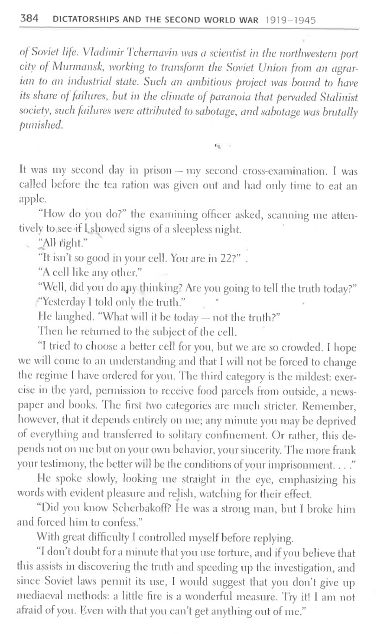 384 DICTATORSHIPS AND THE SECOND WORLD WAR 1919–1945
of Soviet life. Vladimir Tchernavin was a scientist in the northwestern port
city of Murmansk, working to transform the Soviet Union from an agrar-
ian to an industrial state. Such an ambitious project was bound to have
its share of failures, but in the climate of paranoia that pervaded Stalinist
society, such failures were attributed to sabotage, and sabotage was brutally
punished.
It was my second day in prison – my second cross-examination. I was
called before the tea ration was given out and had only time to eat an
apple.
"How do you do?" the examining officer asked, scanning me atten-
tively to see if I showed signs of a sleepless night.
"All right."
"It isn't so good in your cell. You are in 22?"
"A cell like any other."
"Well, did you do any thinking? Are you going to tell the truth today?"
"Yesterday I told only the truth."
He laughed. "What will it be today – not the truth?"
Then he returned to the subject of the cell.
"I tried to choose a better cell for you, but we are so crowded. I hope
we will come to an understanding and that I will not be forced to change
the regime I have ordered for you. The third category is the mildest: exer-
cise in the yard, permission to receive food parcels from outside, a news-
paper and books. The first two categories are much stricter. Remember,
however, that it depends entirely on me; any minute you may be deprived
of everything and transferred to solitary confinement. Or rather, this de-
pends not on me but on your own behavior, your sincerity. The more frank
your testimony, the better will be the conditions of your imprisonment. . . ."
He spoke slowly, looking me straight in the eye, emphasizing his
words with evident pleasure and relish, watching for their effect.
"Did you know Scherbakoff? He was a strong man, but I broke him
and forced him to confess."
With great difficulty I controlled myself before replying.
"I don't doubt for a minute that you use torture, and if you believe that
this assists in discovering the truth and speeding up the investigation, and
since Soviet laws permit its use, I would suggest that you don't give up
mediaeval methods: a little fire is a wonderful measure. Try it! I am not
afraid of you. Even with that you can't get anything out of me."